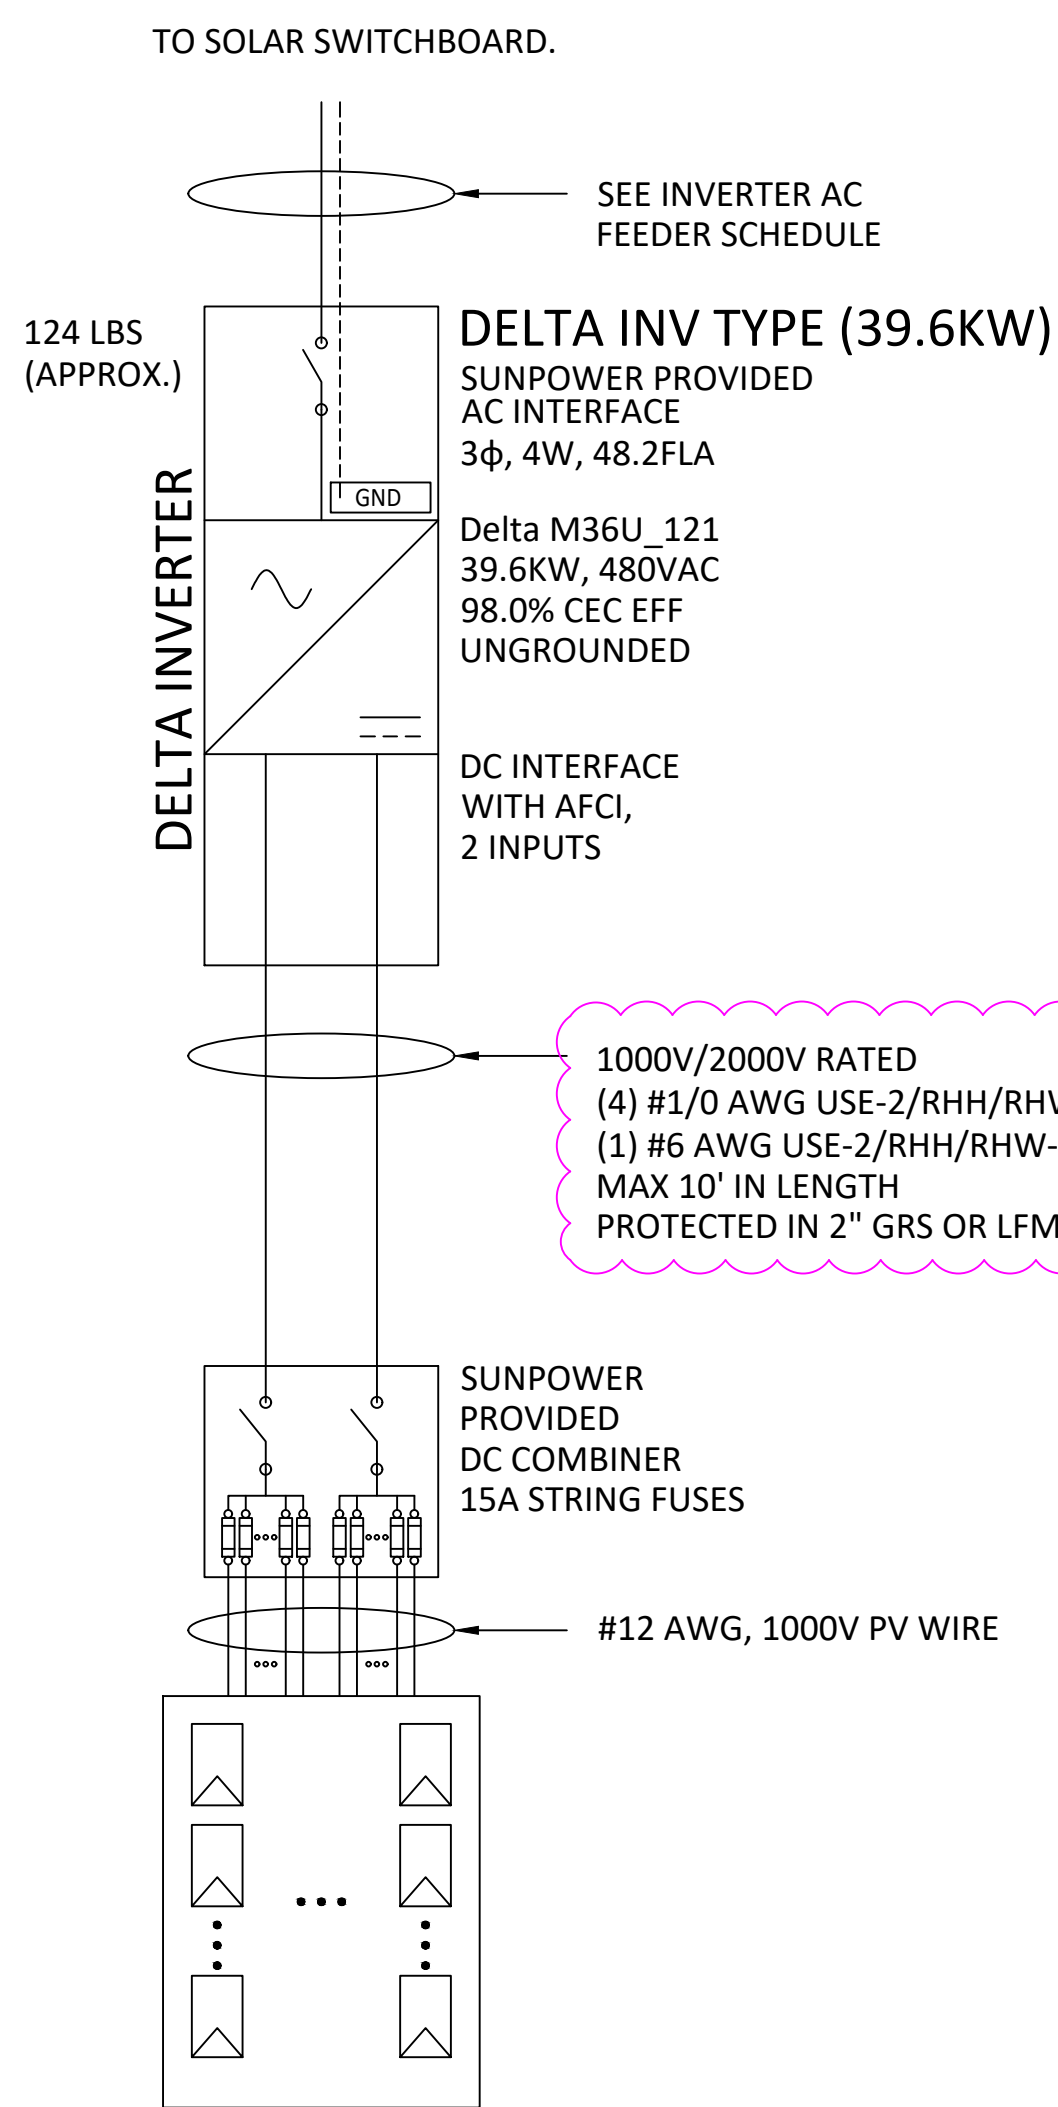 TO SOLAR SWITCHBOARD.
SEE INVERTER AC
FEEDER SCHEDULE
124 LBS
(APPROX.)
DELTA INV TYPE (39.6KW)
SUNPOWER PROVIDED
AC INTERFACE
3ϕ, 4W, 48.2FLA
GND
DELTA INVERTER
Delta M36U_121
39.6KW, 480VAC
98.0% CEC EFF
UNGROUNDED
DC INTERFACE
WITH AFCI,
2 INPUTS
1000V/2000V RATED
(4) #1/0 AWG USE-2/RHH/RHW
(1) #6 AWG USE-2/RHH/RHW-
MAX 10' IN LENGTH
PROTECTED IN 2" GRS OR LFM
SUNPOWER
PROVIDED
DC COMBINER
15A STRING FUSES
#12 AWG, 1000V PV WIRE